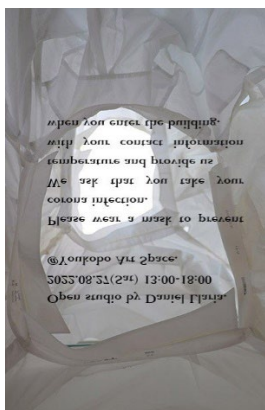 Open studio by Daniel Llaria.
2022.08.27(Sat) 13:00-18:00
@Youkobo Art Space.
Please wear a mask to prevent
corona infection.
We ask that you take your
temperature and provide us
with your contact information
when you enter the building.